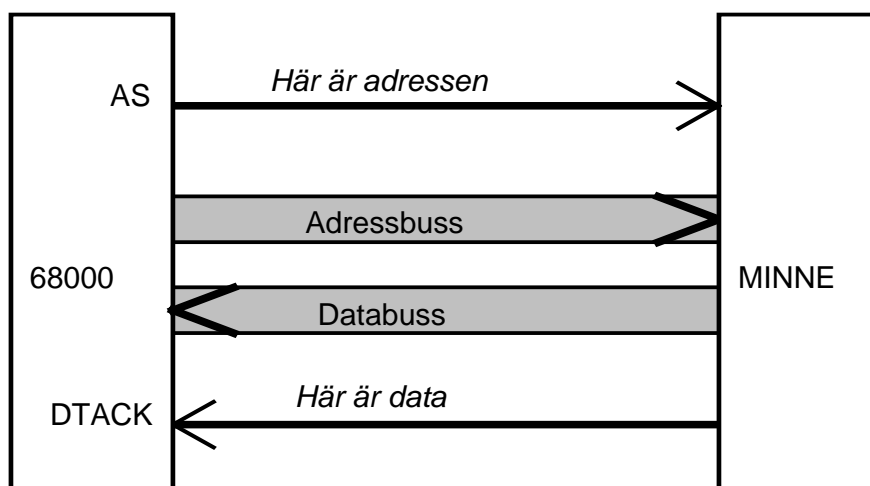 Här är adressen
AS
Adressbuss
68000
MINNE
Databuss
Här är data
DTACK